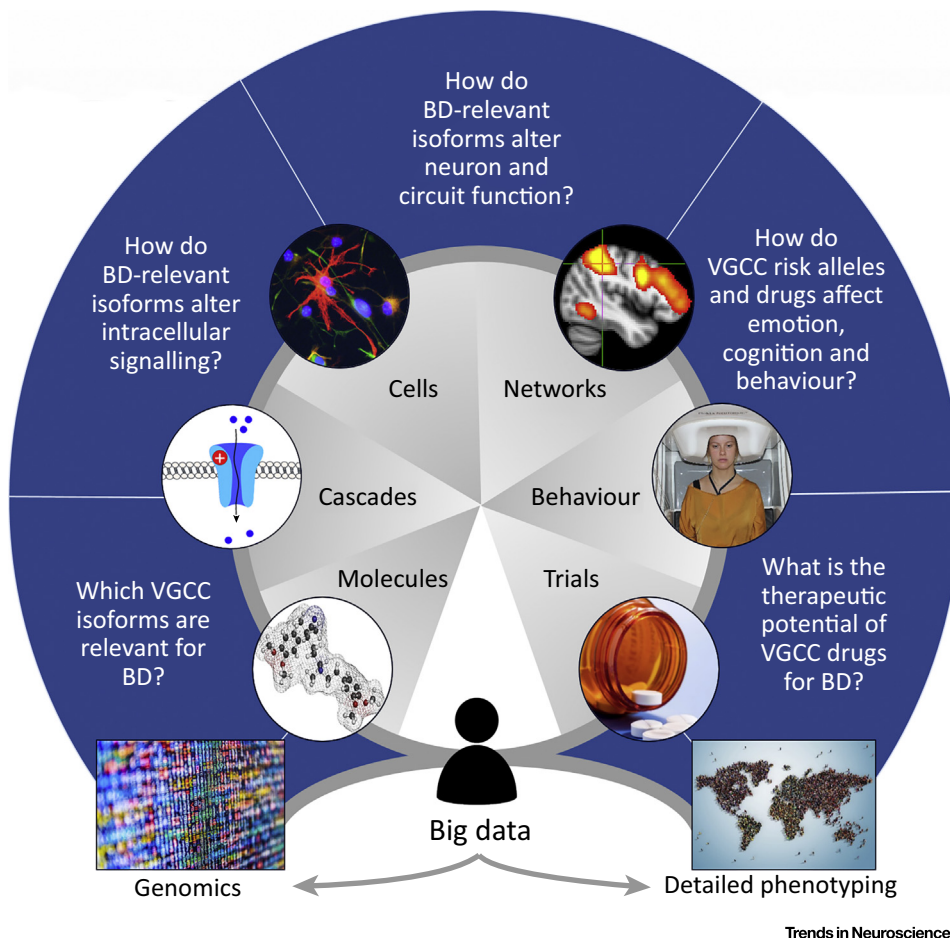 How do
BD-relevant
isoforms alter
neuron and
circuit function?
How do
BD-relevant
isoforms alter
intracellular
signalling?
How do
VGCC risk alleles
and drugs affect
emotion,
cognition and
behaviour?
Cells
Networks
+
Cascades
Behaviour
Molecules
Trials
Which VGCC
isoforms are
relevant for
BD?
What is the
therapeutic
potential of
VGCC drugs
for BD?
Big data
Genomics
Detailed phenotyping
Trends in Neuroscience